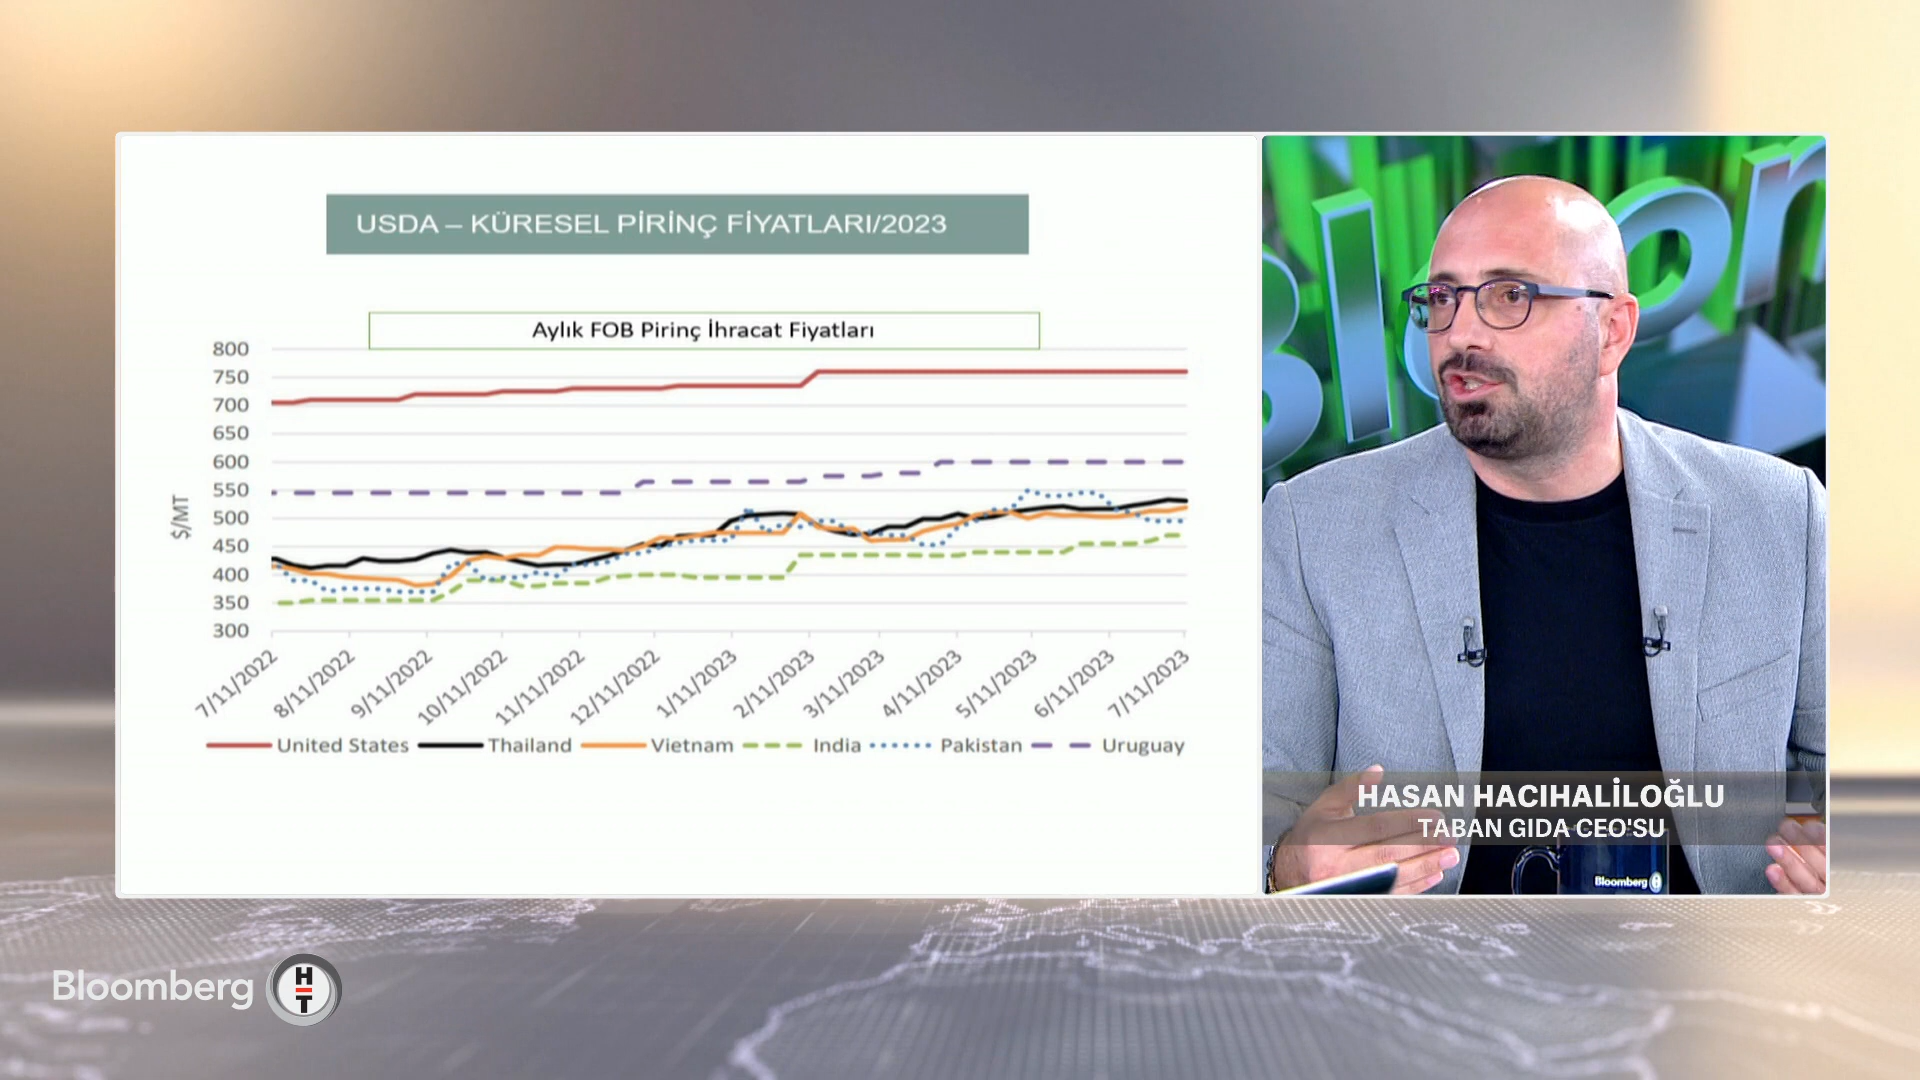 USDA – KÜRESEL PİRİNÇ FİYATLARI/2023
Aylık FOB Pirinç İhracat Fiyatları
800
750
700
650
600
550
500
450
400
350
300
$/MT
7/11/2022
8/11/2022
9/11/2022
10/11/2022
11/11/2022
12/11/2022
1/11/2023
2/11/2023
3/11/2023
4/11/2023
5/11/2023
6/11/2023
7/11/2023
United States
Thailand
Vietnam
India
Pakistan
Uruguay
HASAN HACIHALİLOĞLU
TABAN GIDA CEO'SU
Bloomberg
Bloomberg HT